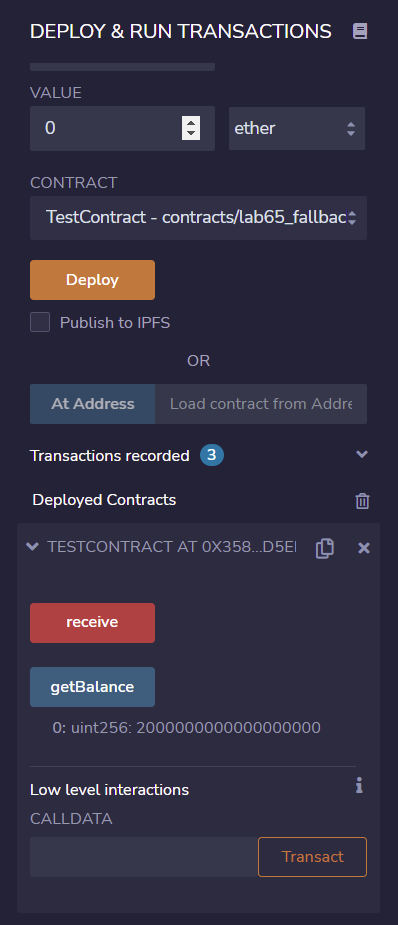 DEPLOY & RUN TRANSACTIONS
VALUE
0 ether
CONTRACT
TestContract - contracts/lab65_fallbac
Deploy
Publish to IPFS
OR
At Address Load contract from Addre
Transactions recorded 3
Deployed Contracts
TESTCONTRACT AT 0X358...D5EI
receive
getBalance
0: uint256: 2000000000000000000
Low level interactions
CALLDATA
Transact